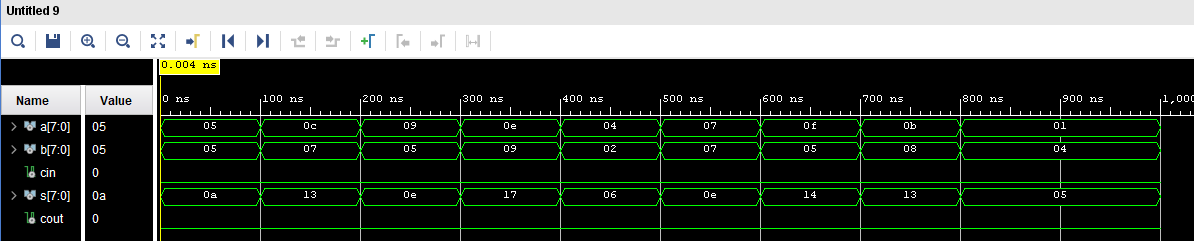 Untitled 9
0.004 ns
Name Value 0 ns 100 ns 200 ns 300 ns 400 ns 500 ns 600 ns 700 ns 800 ns 900 ns 1,00
a[7:0] 05 05 0c 09 0e 04 07 0f 0b 01
b[7:0] 05 05 07 05 09 02 07 05 08 04
cin 0
s[7:0] 0a 0a 13 0e 17 06 0e 14 13 05
cout 0